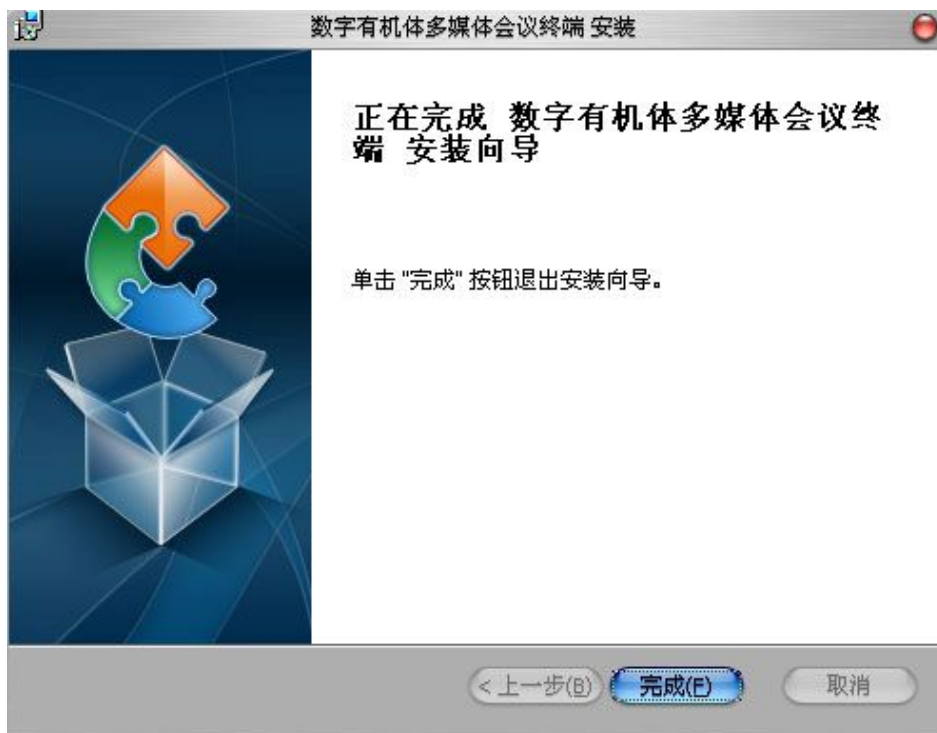 数字有机体多媒体会议终端 安装
正在完成 数字有机体多媒体会议终
端 安装向导
单击 "完成" 按钮退出安装向导。
< 上一步(B)
完成(F)
取消